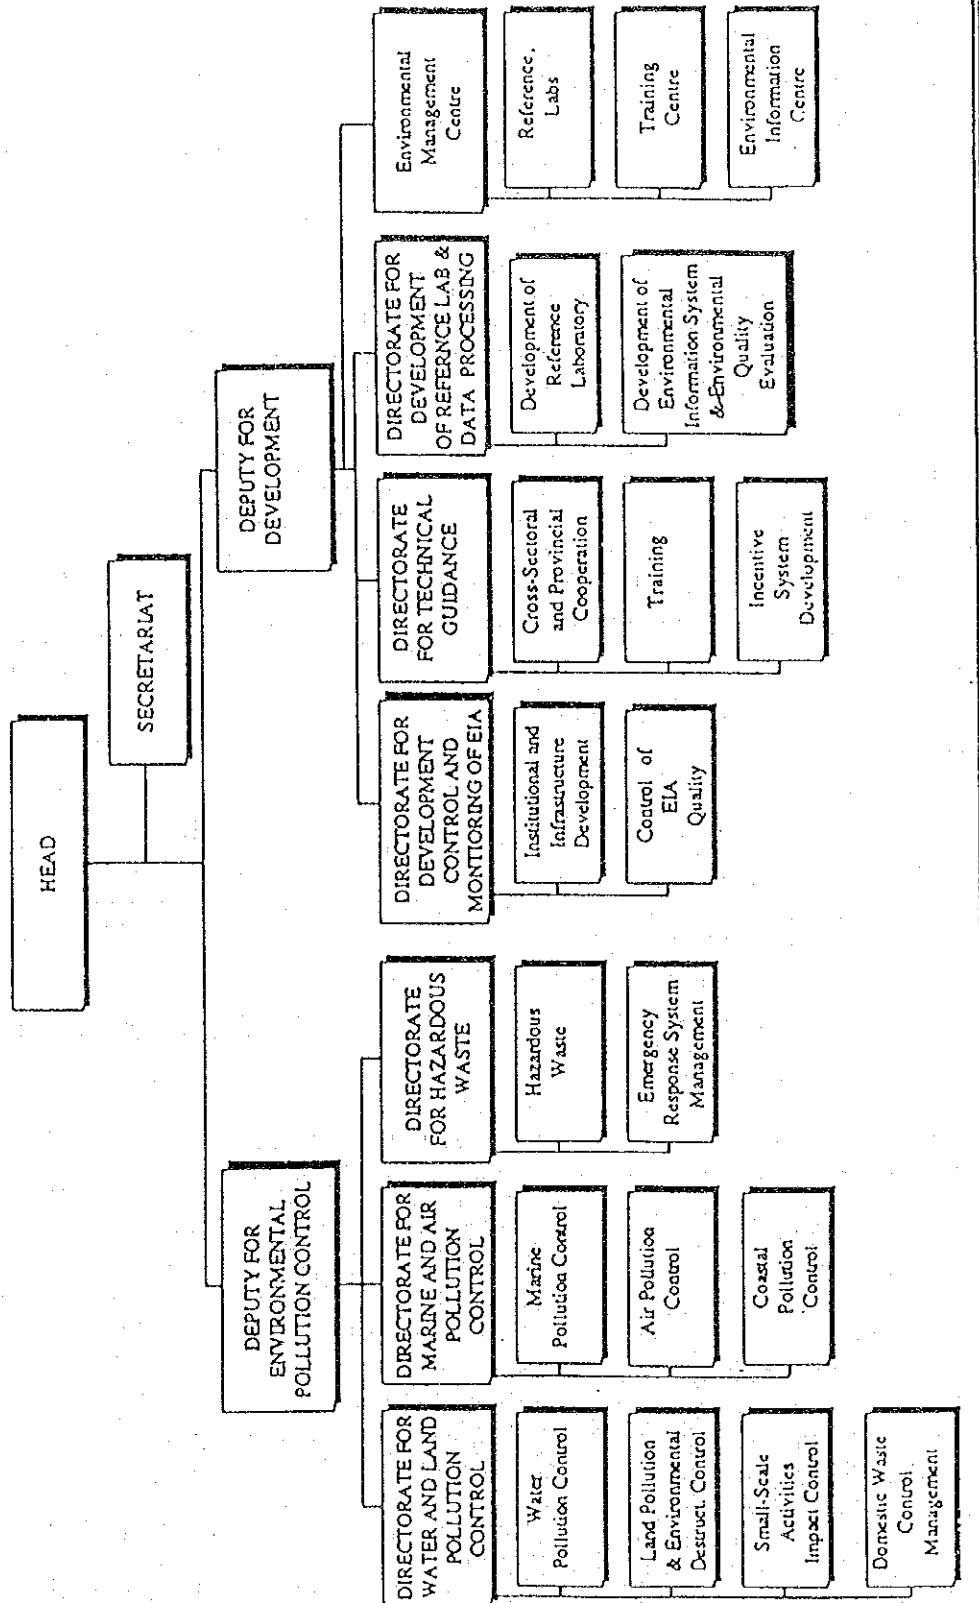 HEAD
SECRETARIAT
DEPUTY FOR
ENVIRONMENTAL
POLLUTION CONTROL
DEPUTY FOR
DEVELOPMENT
DIRECTORATE FOR
WATER AND LAND
POLLUTION
CONTROL
Water
Pollution Control
Land Pollution
& Environmental
Destruct. Control
Small-Scale
Activities
Impact Control
Domestic Waste
Control
Management
DIRECTORATE FOR
MARINE AND AIR
POLLUTION
CONTROL
Marine
Pollution Control
Air Pollution
Control
Coastal
Pollution
Control
DIRECTORATE
FOR HAZARDOUS
WASTE
Hazardous
Waste
Emergency
Response System
Management
DIRECTORATE FOR
DEVELOPMENT
CONTROL AND
MONTIORING OF EIA
Institutional and
Infrastructure
Development
Control of
EIA
Quality
DIRECTORATE
FOR TECHNICAL
GUIDANCE
Cross-Sectoral
and Provincial
Cooperation
Training
Incentive
System
Development
DIRECTORATE FOR
DEVELOPMENT
OF REFERENCE LAB &
DATA PROCESSING
Development of
Reference
Laboratory
Development of
Environmental
Information System
& Environmental
Quality
Evaluation
Environmental
Management
Centre
Reference.
Labs
Training
Centre
Environmental
Information
Centre